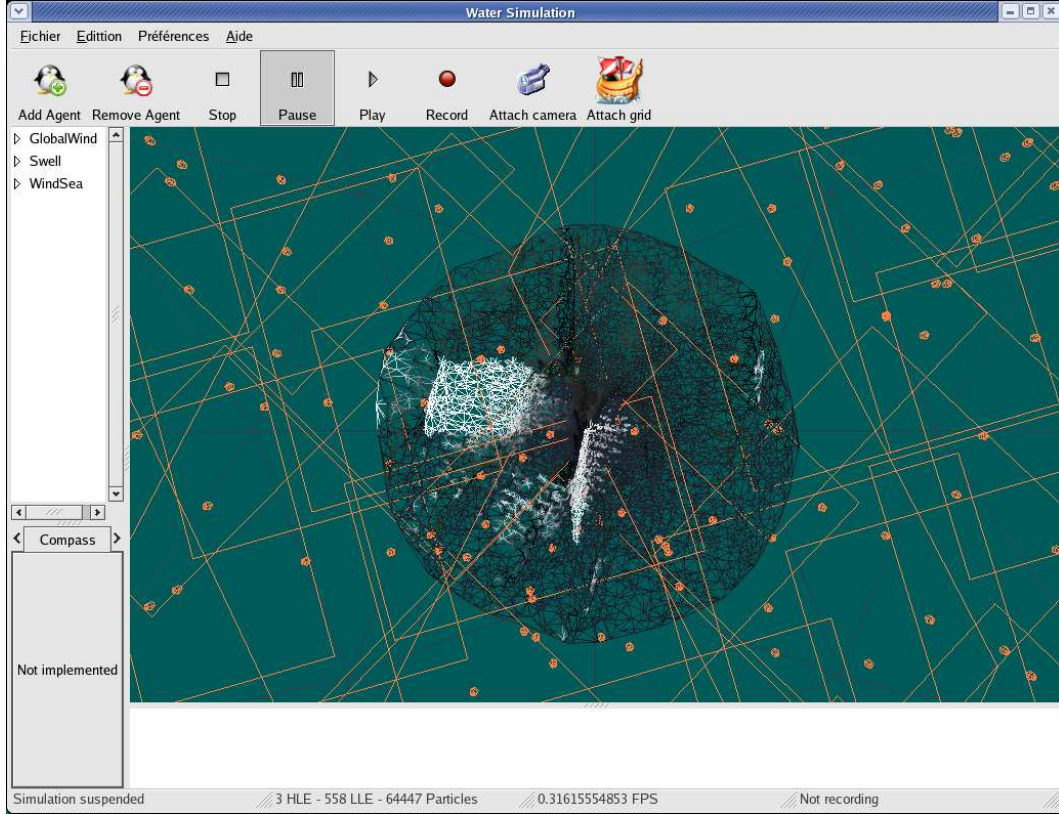 Water Simulation
Fichier Edittion Préférences Aide
Add Agent Remove Agent Stop Pause Play Record Attach camera Attach grid
GlobalWind
Swell
WindSea
Compass
Not implemented
Simulation suspended 3 HLE - 558 LLE - 64447 Particles 0.31615554853 FPS Not recording